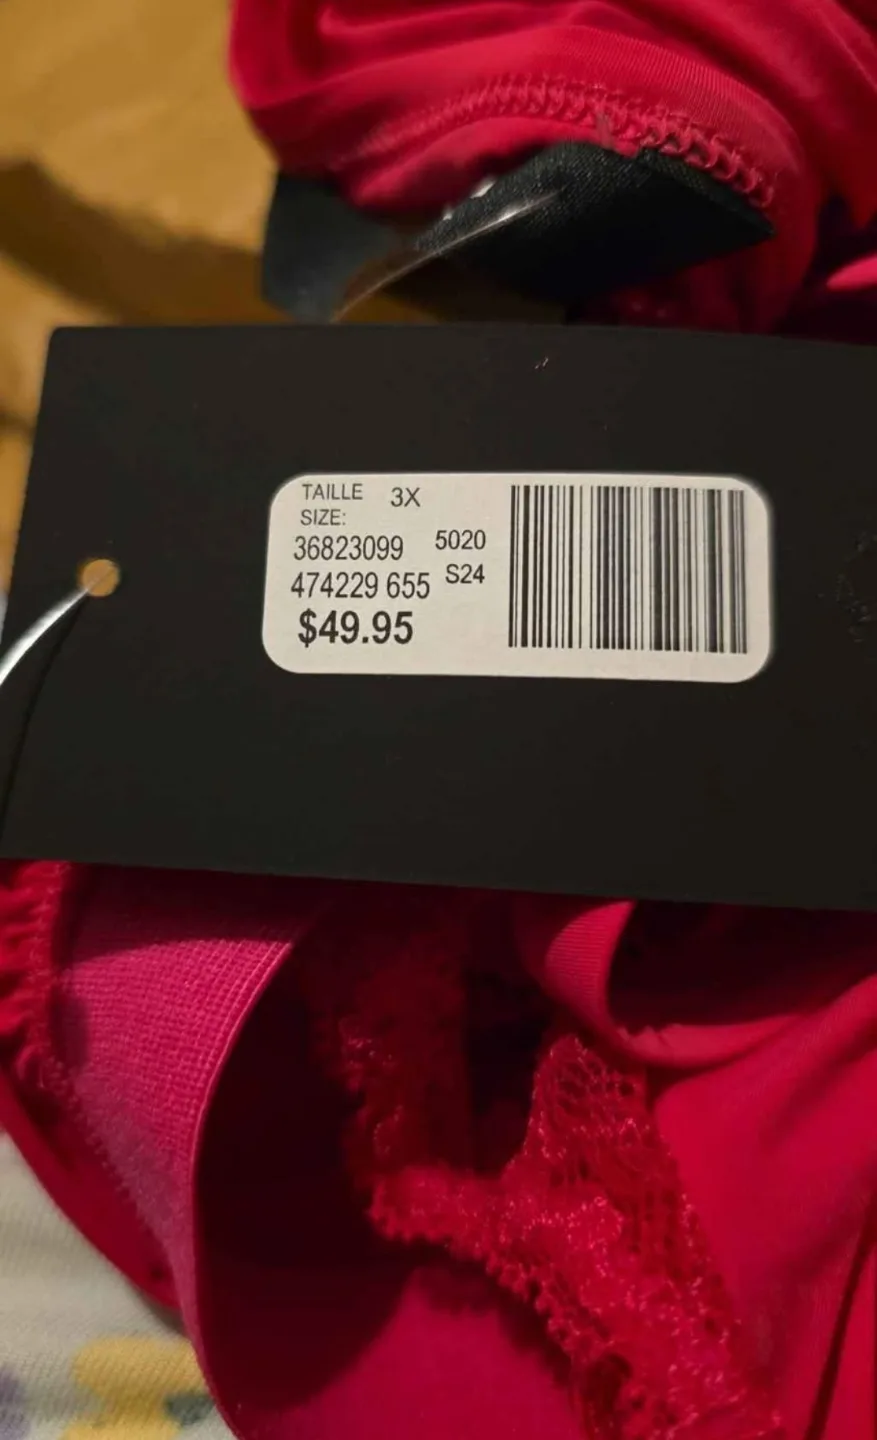 TAILLE 3X
SIZE:
36823099 5020
474229 655 S24
$49.95